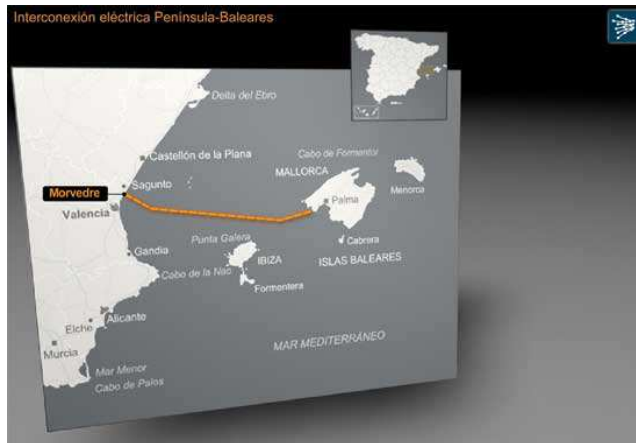 Interconexión eléctrica Península-Baleares
Delta del Ebro
Castellón de la Plana
Cabo de Formentor
MALLORCA
Sagunto
Morvedre
Menorca
Palma
Valencia
Punta Galera
Cabrera
Gandia
IBIZA
ISLAS BALEARES
Cabo de la Nao
Formentera
Alicante
Elche
MAR MEDITERRÁNEO
Murcia
Mar Menor
Cabo de Palos